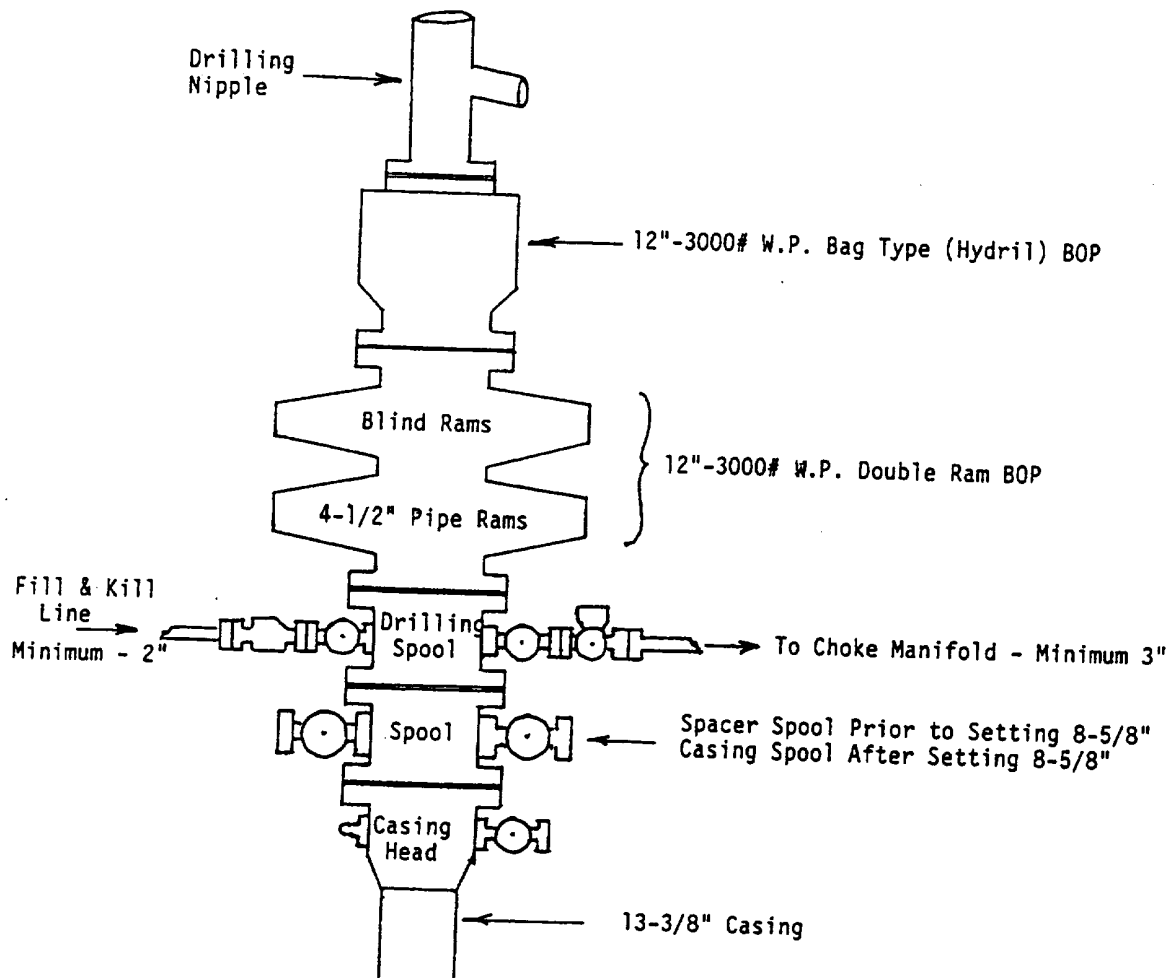 Drilling
Nipple
12"-3000# W.P. Bag Type (Hydril) BOP
Blind Rams
12"-3000# W.P. Double Ram BOP
4-1/2" Pipe Rams
Fill & Kill
Line
Minimum - 2"
Drilling
Spool
To Choke Manifold - Minimum 3"
Spool
Spacer Spool Prior to Setting 8-5/8"
Casing Spool After Setting 8-5/8"
Casing
Head
13-3/8" Casing